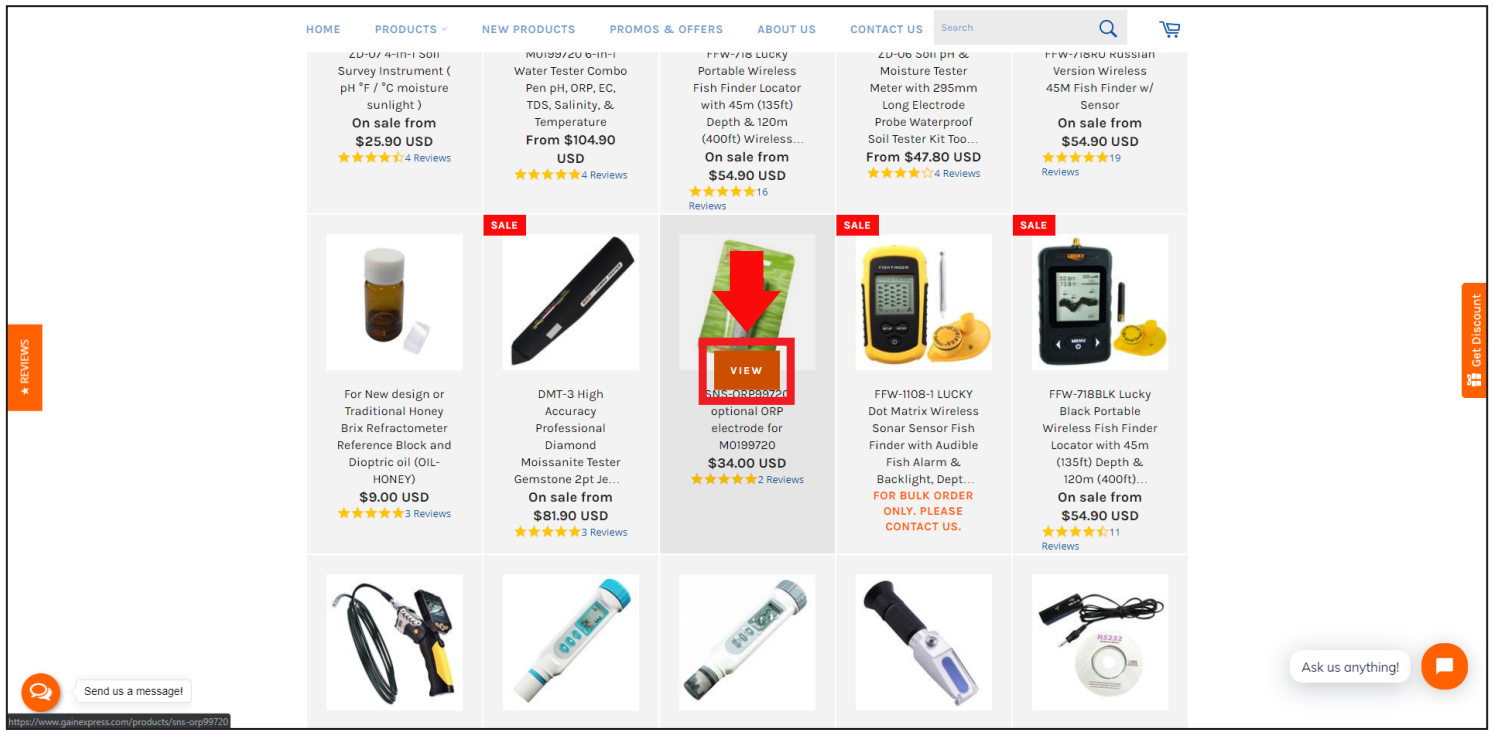 HOME
PRODUCTS
NEW PRODUCTS
PROMOS & OFFERS
ABOUT US
CONTACT US
Search
ZD-07 4-in-1 Soil
Survey Instrument (
pH °F / °C moisture
sunlight )
On sale from
$25.90 USD
4 Reviews
M0199720 6-in-1
Water Tester Combo
Pen pH, ORP, EC,
TDS, Salinity, &
Temperature
From $104.90
USD
4 Reviews
FFW-718 Lucky
Portable Wireless
Fish Finder Locator
with 45m (135ft)
Depth & 120m
(400ft) Wireless...
On sale from
$54.90 USD
16
Reviews
ZD-06 Soil pH &
Moisture Tester
Meter with 295mm
Long Electrode
Probe Waterproof
Soil Tester Kit Too...
From $47.80 USD
4 Reviews
FFW-718RU Russian
Version Wireless
45M Fish Finder w/
Sensor
On sale from
$54.90 USD
19
Reviews
For New design or
Traditional Honey
Brix Refractometer
Reference Block and
Dioptric oil (OIL-
HONEY)
$9.00 USD
3 Reviews
SALE
DMT-3 High
Accuracy
Professional
Diamond
Moissanite Tester
Gemstone 2pt Je...
On sale from
$81.90 USD
3 Reviews
VIEW
SNS-ORP99720
optional ORP
electrode for
M0199720
$34.00 USD
2 Reviews
SALE
FISH FINDER
FFW-1108-1 LUCKY
Dot Matrix Wireless
Sonar Sensor Fish
Finder with Audible
Fish Alarm &
Backlight, Dept...
FOR BULK ORDER
ONLY. PLEASE
CONTACT US.
SALE
LUCKY
MENU
FFW-718BLK Lucky
Black Portable
Wireless Fish Finder
Locator with 45m
(135ft) Depth &
120m (400ft)...
On sale from
$54.90 USD
11
Reviews
RS232
★ REVIEWS
Get Discount
Send us a message!
Ask us anything!
https://www.gainexpress.com/products/sns-orp99720